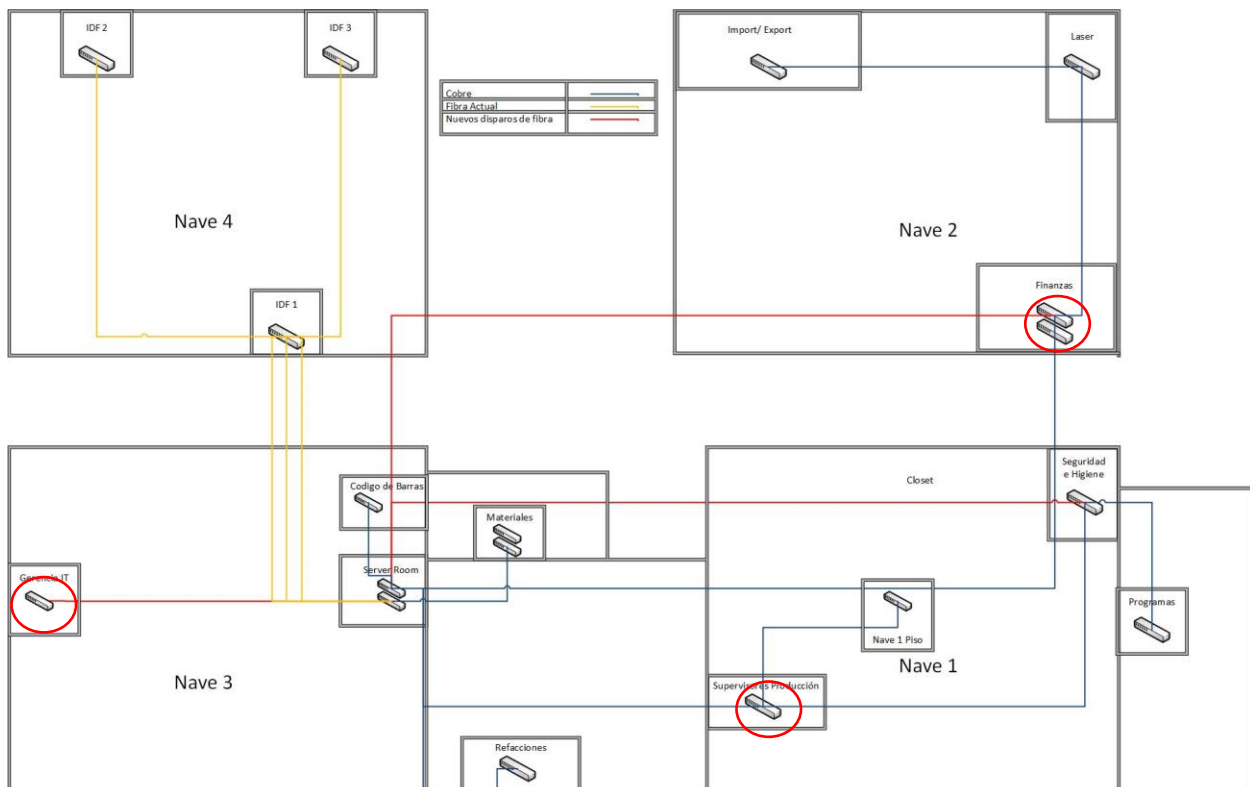 IDF 2
IDF 3
Import/ Export
Laser
Cobre
Fibra Actual
Nuevos disparos de fibra
Nave 4
Nave 2
IDF 1
Finanzas
Codigo de Barras
Materiales
Closet
Seguridad
e Higiene
Gerencia IT
Server Room
Programas
Nave 1 Piso
Nave 3
Nave 1
Supervisores Producción
Refacciones